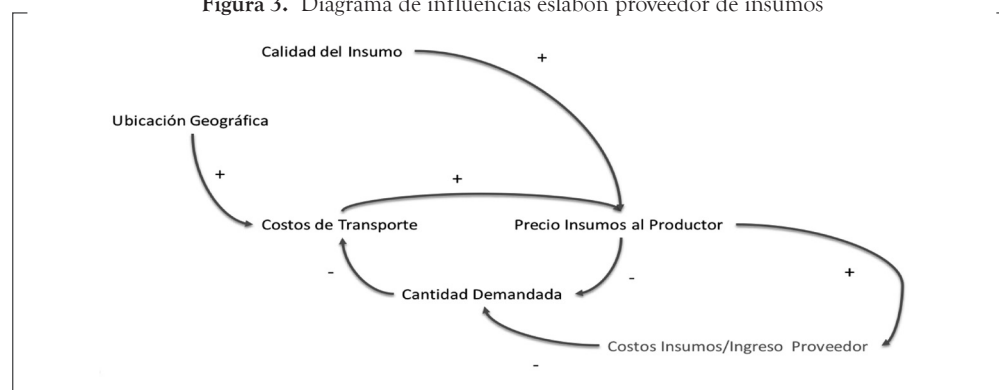 Figura 3. Diagrama de influencias eslabón proveedor de insumos
Calidad del Insumo
+
Ubicación Geográfica
+
+
Costos de Transporte
Precio Insumos al Productor
-
-
+
Cantidad Demandada
Costos Insumos/Ingreso Proveedor
-